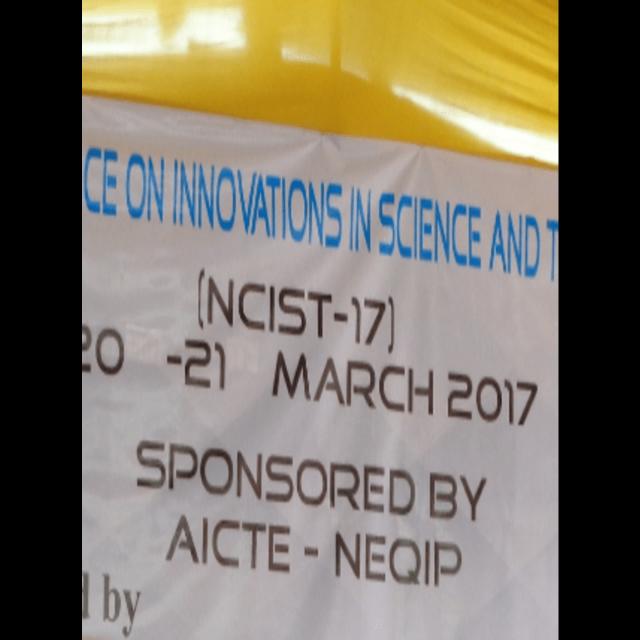 CE ON INNOVATIONS IN SCIENCE AND T
(NCIST-17)
20 -21 MARCH 2017
SPONSORED BY
AICTE - NEQIP
d by